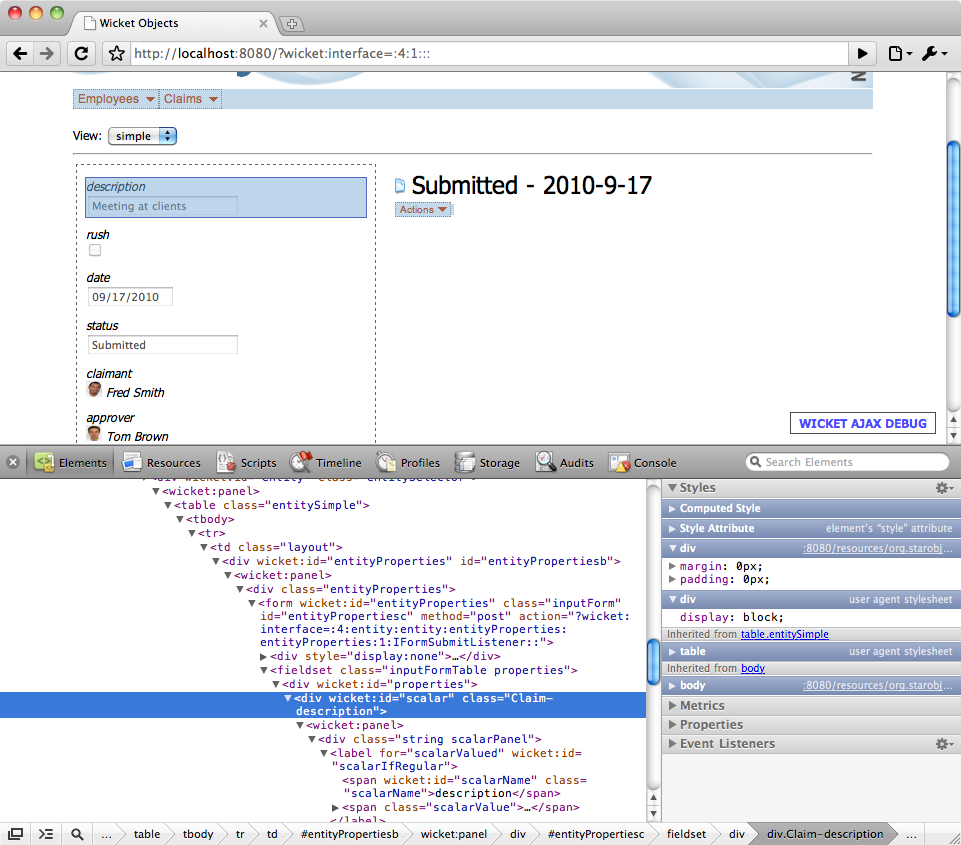 Wicket Objects
http://localhost:8080/?wicket:interface=:4:1:::
Employees Claims
View: simple
description
Meeting at clients
rush
date
09/17/2010
status
Submitted
claimant
Fred Smith
approver
Tom Brown
Submitted - 2010-9-17
Actions
WICKET AJAX DEBUG
Elements Resources Scripts Timeline Profiles Storage Audits Console Search Elements
<div wicket:id="entity" class="entitySelector">
<wicket:panel>
<table class="entitySimple">
<tbody>
<tr>
<td class="layout">
<div wicket:id="entityProperties" id="entityPropertiesb">
<wicket:panel>
<div class="entityProperties">
<form wicket:id="entityProperties" class="inputForm"
id="entityPropertiesc" method="post" action="?wicket:
interface=:4:entity:entity:entityProperties:
entityProperties:1:IFormSubmitListener::">
<div style="display:none">…</div>
<fieldset class="inputFormTable properties">
<div wicket:id="properties">
<div wicket:id="scalar" class="Claim-
description">
<wicket:panel>
<div class="string scalarPanel">
<label for="scalarValued" wicket:id=
"scalarIfRegular">
<span wicket:id="scalarName" class=
"scalarName">description</span>
<span class="scalarValue">…</span>
</label>
Styles
Computed Style
Style Attribute element's "style" attribute
div :8080/resources/org.starobj...
margin: 0px;
padding: 0px;
div user agent stylesheet
display: block;
Inherited from table.entitySimple
table user agent stylesheet
Inherited from body
body :8080/resources/org.starobj...
Metrics
Properties
Event Listeners
... table tbody tr td #entityPropertiesb wicket:panel div #entityPropertiesc fieldset div div.Claim-description ...